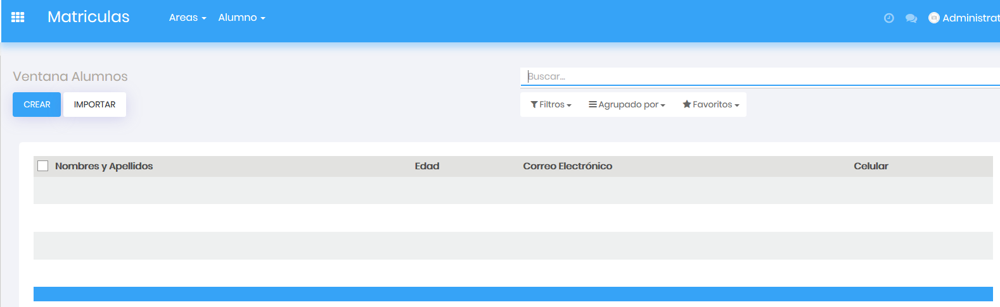 Matriculas Areas Alumno Administrat
Ventana Alumnos
Buscar...
CREAR IMPORTAR
Filtros Agrupado por Favoritos
Nombres y Apellidos Edad Correo Electrónico Celular